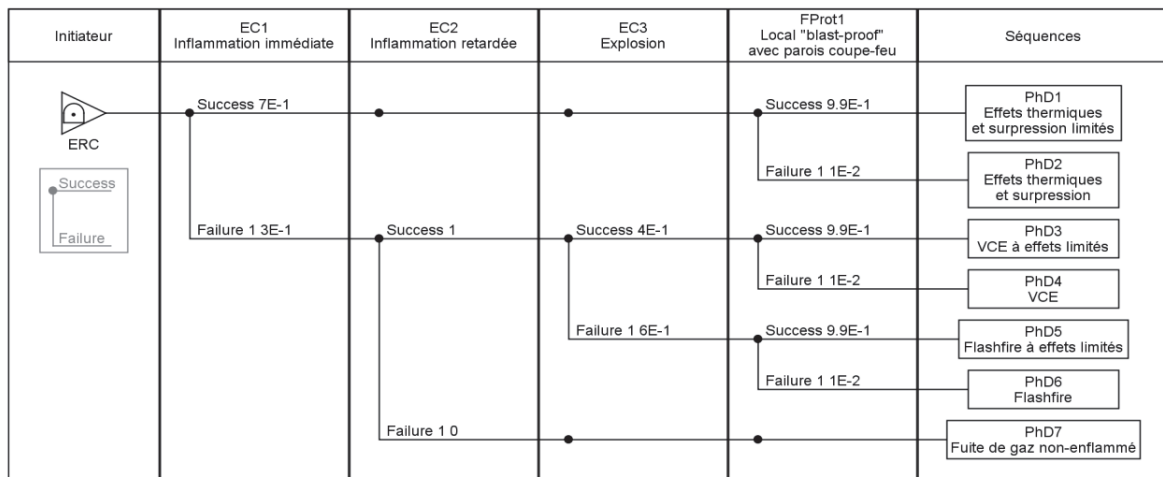 Initiateur
EC1
Inflammation immédiate
EC2
Inflammation retardée
EC3
Explosion
FProt1
Local "blast-proof"
avec parois coupe-feu
Séquences
ERC
Success
Failure
Success 7E-1
Success 9.9E-1
PhD1
Effets thermiques
et surpression limités
Failure 1 1E-2
PhD2
Effets thermiques
et surpression
Failure 1 3E-1
Success 1
Success 4E-1
Success 9.9E-1
PhD3
VCE à effets limités
Failure 1 1E-2
PhD4
VCE
Failure 1 6E-1
Success 9.9E-1
PhD5
Flashfire à effets limités
Failure 1 1E-2
PhD6
Flashfire
Failure 1 0
PhD7
Fuite de gaz non-enflammé